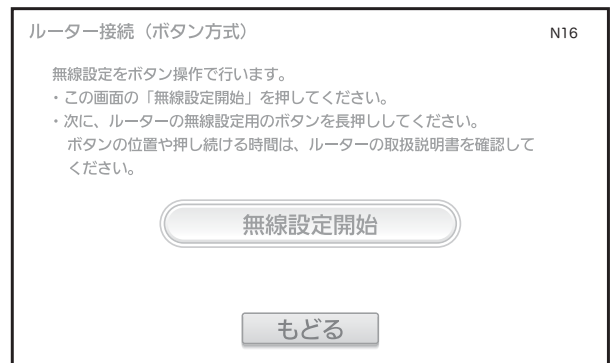 ルーター接続（ボタン方式）
N16
無線設定をボタン操作で行います。
・この画面の「無線設定開始」を押してください。
・次に、ルーターの無線設定用のボタンを長押ししてください。
ボタンの位置や押し続ける時間は、ルーターの取扱説明書を確認して
ください。
無線設定開始
もどる